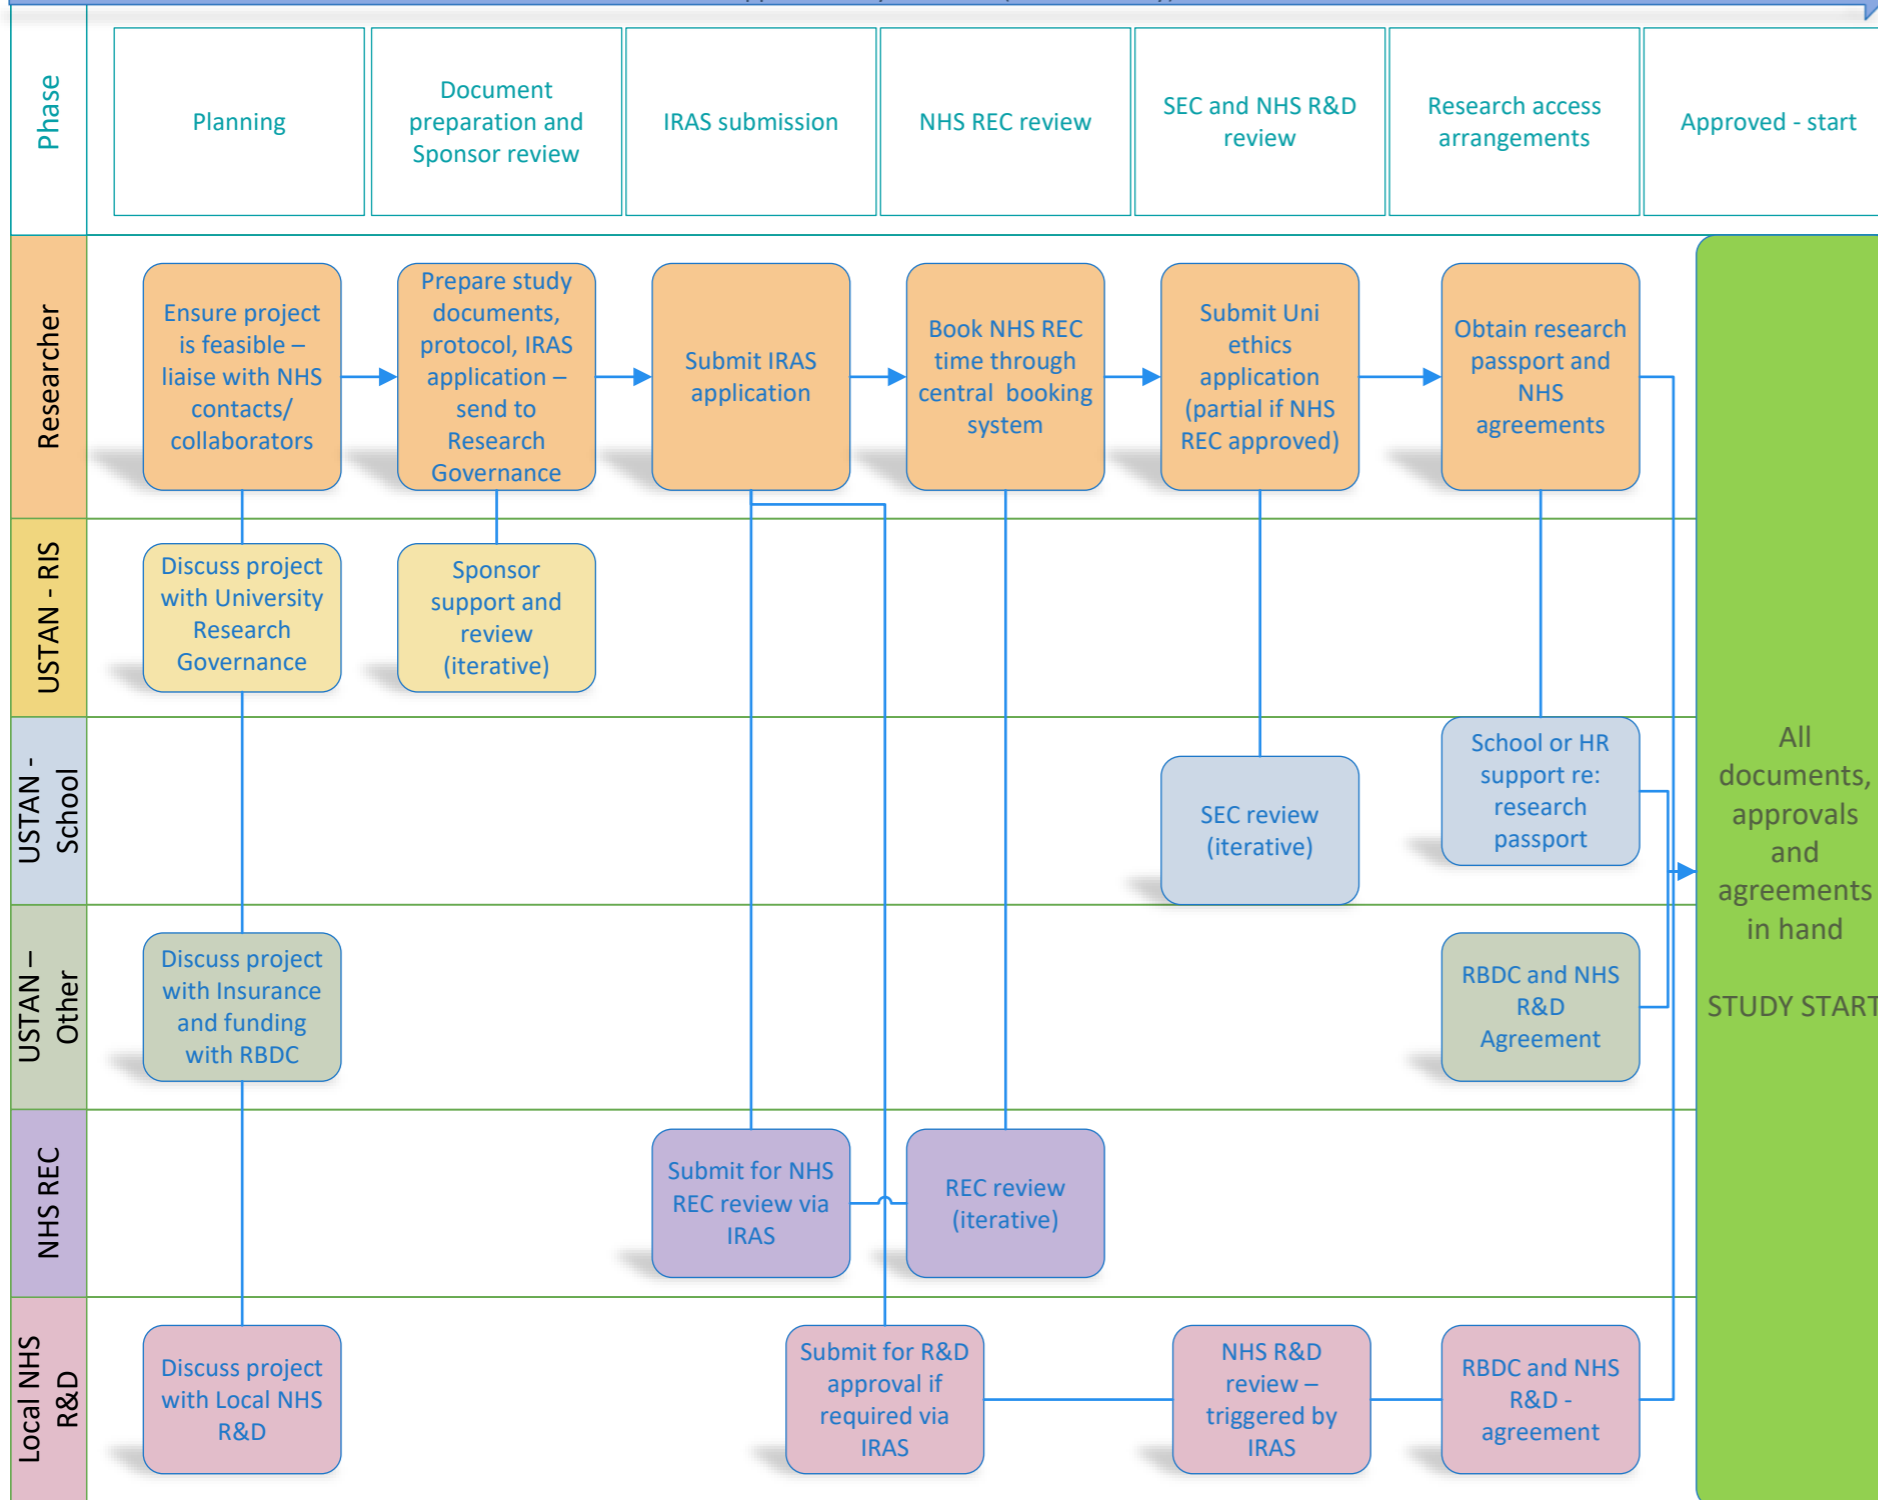 Phase
Planning
Document
preparation and
Sponsor review
IRAS submission
NHS REC review
SEC and NHS R&D
review
Research access
arrangements
Approved - start
Researcher
Ensure project
is feasible –
liaise with NHS
contacts/
collaborators
Prepare study
documents,
protocol, IRAS
application –
send to
Research
Governance
Submit IRAS
application
Book NHS REC
time through
central booking
system
Submit Uni
ethics
application
(partial if NHS
REC approved)
Obtain research
passport and
NHS
agreements
USTAN - RIS
Discuss project
with University
Research
Governance
Sponsor
support and
review
(iterative)
USTAN -
School
SEC review
(iterative)
School or HR
support re:
research
passport
All
documents,
approvals
and
agreements
in hand
STUDY START
USTAN –
Other
Discuss project
with Insurance
and funding
with RBDC
RBDC and NHS
R&D
Agreement
NHS REC
Submit for NHS
REC review via
IRAS
REC review
(iterative)
Local NHS
R&D
Discuss project
with Local NHS
R&D
Submit for R&D
approval if
required via
IRAS
NHS R&D
review –
triggered by
IRAS
RBDC and NHS
R&D -
agreement